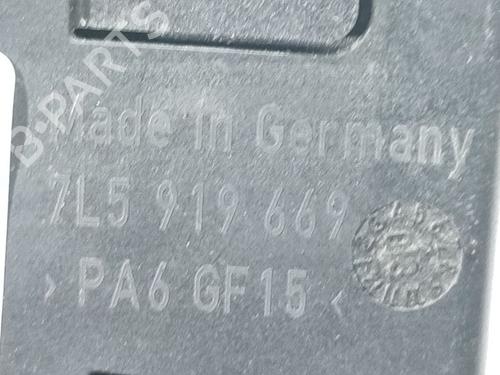 B-PARTS
Made in Germany
7L5 919 669
> PA6 GF15 <